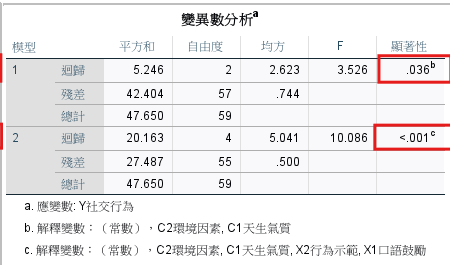 變異數分析a
模型 平方和 自由度 均方 F 顯著性
1 迴歸 5.246 2 2.623 3.526 .036b
殘差 42.404 57 .744
總計 47.650 59
2 迴歸 20.163 4 5.041 10.086 <.001c
殘差 27.487 55 .500
總計 47.650 59
a. 應變數: Y社交行為
b. 解釋變數：（常數），C2環境因素, C1天生氣質
c. 解釋變數：（常數），C2環境因素, C1天生氣質, X2行為示範, X1口語鼓勵